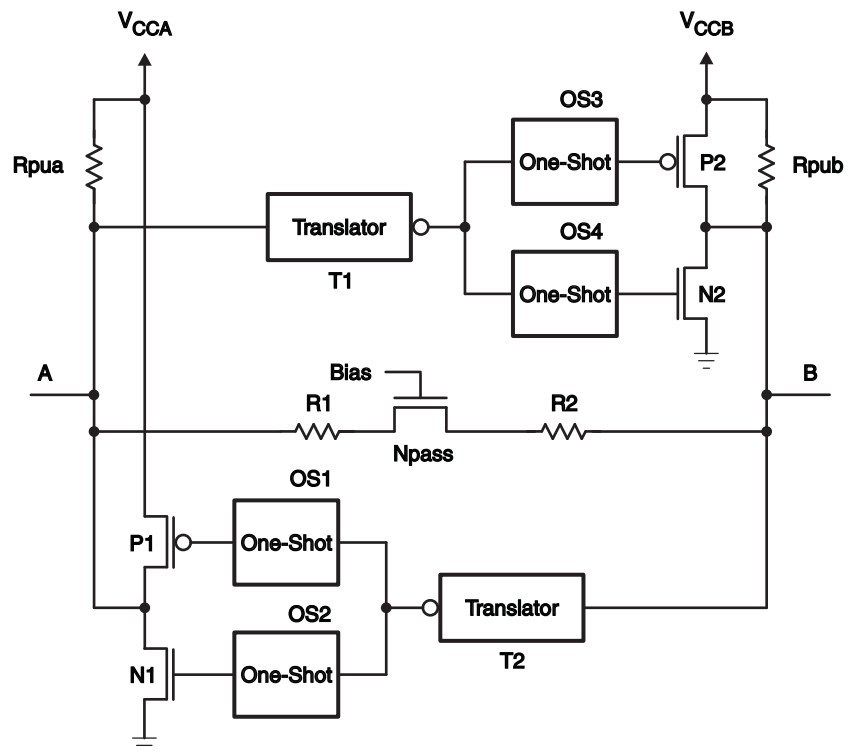 VCCA
VCCB
OS3
Rpua
One-Shot
P2
Rpub
Translator
OS4
T1
One-Shot
N2
A
Bias
B
R1
R2
Npass
OS1
P1
One-Shot
OS2
Translator
N1
One-Shot
T2